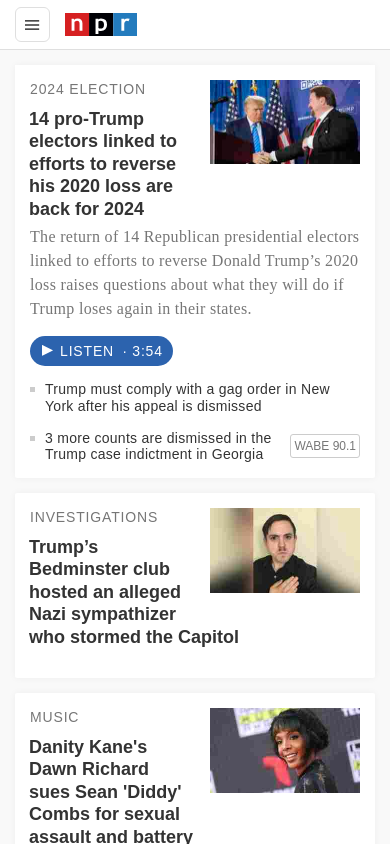 npr
2024 ELECTION
14 pro-Trump
electors linked to
efforts to reverse
his 2020 loss are
back for 2024
The return of 14 Republican presidential electors
linked to efforts to reverse Donald Trump’s 2020
loss raises questions about what they will do if
Trump loses again in their states.
LISTEN · 3:54
Trump must comply with a gag order in New
York after his appeal is dismissed
3 more counts are dismissed in the
Trump case indictment in Georgia
WABE 90.1
INVESTIGATIONS
Trump’s
Bedminster club
hosted an alleged
Nazi sympathizer
who stormed the Capitol
MUSIC
Danity Kane's
Dawn Richard
sues Sean 'Diddy'
Combs for sexual
assault and battery